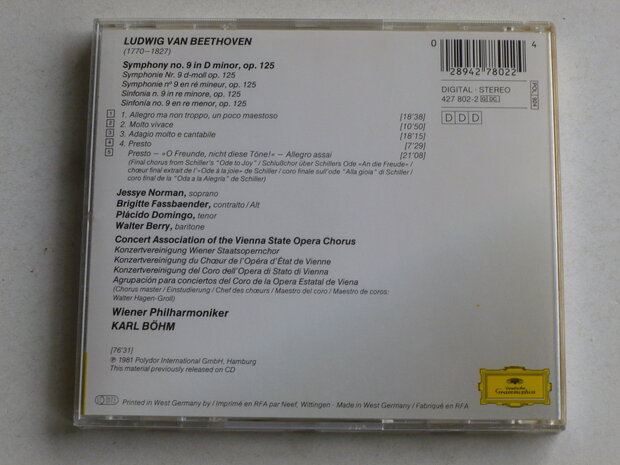 LUDWIG VAN BEETHOVEN
(1770–1827)
Symphony no. 9 in D minor, op. 125
Symphonie Nr. 9 d-moll op. 125
Symphonie nº 9 en ré mineur, op. 125
Sinfonia n. 9 in re minore, op. 125
Sinfonía no. 9 en re menor, op. 125
1 1. Allegro ma non troppo, un poco maestoso [18'38]
2 2. Molto vivace [10'50]
3 3. Adagio molto e cantabile [18'15]
4 4. Presto [7'29]
5 Presto – »O Freunde, nicht diese Töne!« – Allegro assai [21'08]
(Final chorus from Schiller's "Ode to Joy" / Schlußchor über Schillers Ode »An die Freude« /
chœur final extrait de l'«Ode à la joie» de Schiller / coro finale sull'ode "Alla gioia" di Schiller /
coro final de la "Oda a la Alegría" de Schiller)
Jessye Norman, soprano
Brigitte Fassbaender, contralto / Alt
Plácido Domingo, tenor
Walter Berry, baritone
Concert Association of the Vienna State Opera Chorus
Konzertvereinigung Wiener Staatsopernchor
Konzertvereinigung du Chœur de l'Opéra d'État de Vienne
Konzertvereinigung del Coro dell'Opera di Stato di Vienna
Agrupación para conciertos del Coro de la Opera Estatal de Viena
(Chorus master / Einstudierung / Chef des chœurs / Maestro del coro / Maestro de coros:
Walter Hagen-Groll)
Wiener Philharmoniker
KARL BÖHM
[76'31]
℗ 1981 Polydor International GmbH, Hamburg
This material previously released on CD
Printed in West Germany by / Imprimé en RFA par Neef, Wittingen · Made in West Germany / Fabriqué en RFA
0 28942 78022 4
DIGITAL · STEREO
427 802-2
DDD
Deutsche
Grammophon